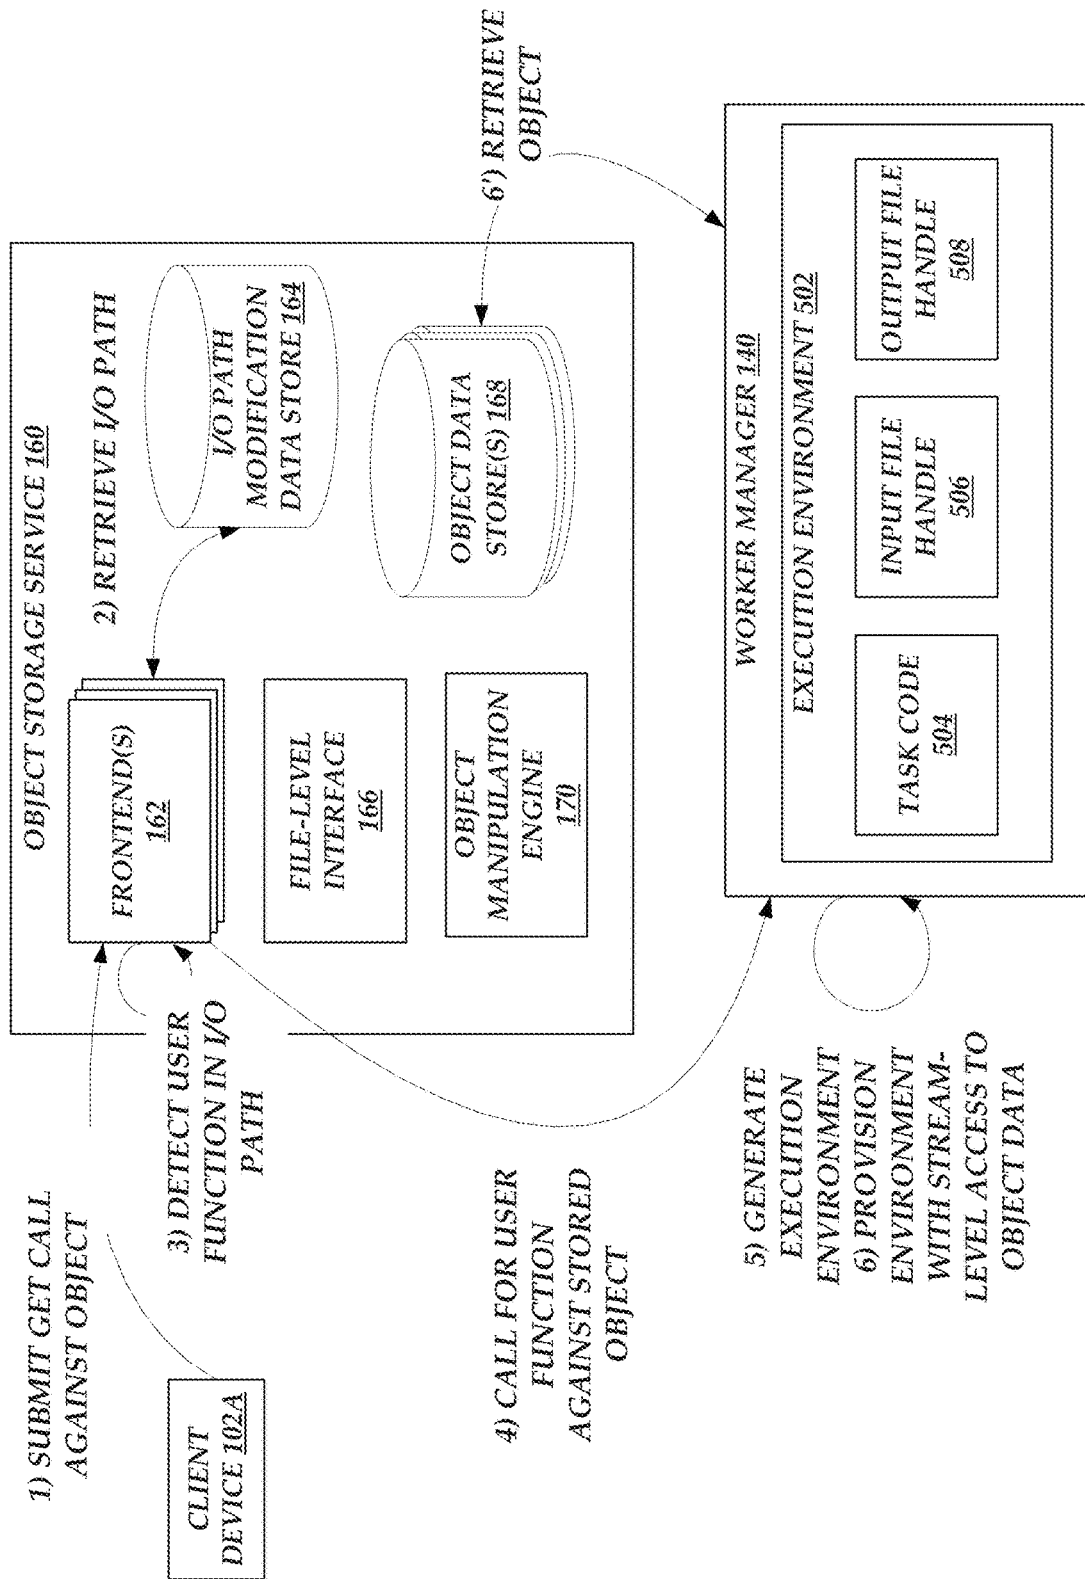 1) SUBMIT GET CALL
AGAINST OBJECT
CLIENT
DEVICE 102A
OBJECT STORAGE SERVICE 160
FRONTEND(S)
162
2) RETRIEVE I/O PATH
I/O PATH
MODIFICATION
DATA STORE 164
3) DETECT USER
FUNCTION IN I/O
PATH
FILE-LEVEL
INTERFACE
166
OBJECT DATA
STORE(S) 168
OBJECT
MANIPULATION
ENGINE
170
6') RETRIEVE
OBJECT
4) CALL FOR USER
FUNCTION
AGAINST STORED
OBJECT
5) GENERATE
EXECUTION
ENVIRONMENT
6) PROVISION
ENVIRONMENT
WITH STREAM-
LEVEL ACCESS TO
OBJECT DATA
WORKER MANAGER 140
EXECUTION ENVIRONMENT 502
TASK CODE
504
INPUT FILE
HANDLE
506
OUTPUT FILE
HANDLE
508